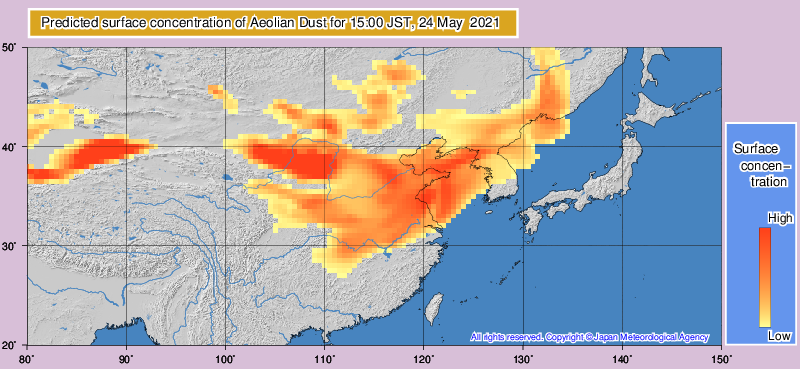 Predicted surface concentration of Aeolian Dust for 15:00 JST, 24 May 2021
50°
40°
30°
20°
80°
90°
100°
110°
120°
130°
140°
150°
Surface
concen-
tration
High
Low
All rights reserved. Copyright © Japan Meteorological Agency